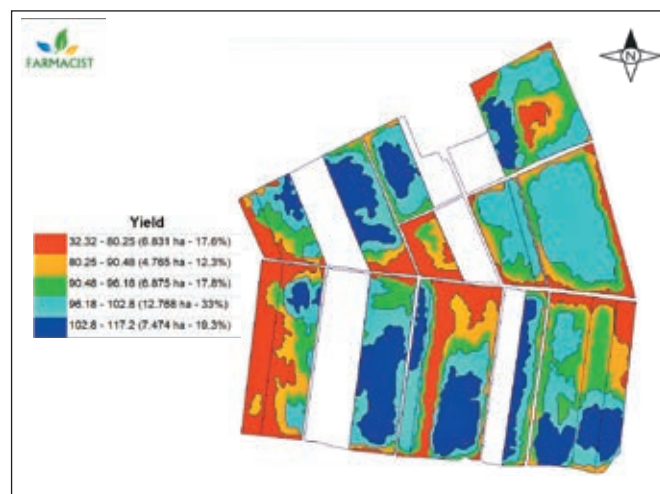 FARMACIST
N
Yield
32.32 - 80.25 (6.831 ha - 17.6%)
80.25 - 90.48 (4.765 ha - 12.3%)
90.48 - 96.18 (6.875 ha - 17.8%)
96.18 - 102.8 (12.768 ha - 33%)
102.8 - 117.2 (7.474 ha - 19.3%)